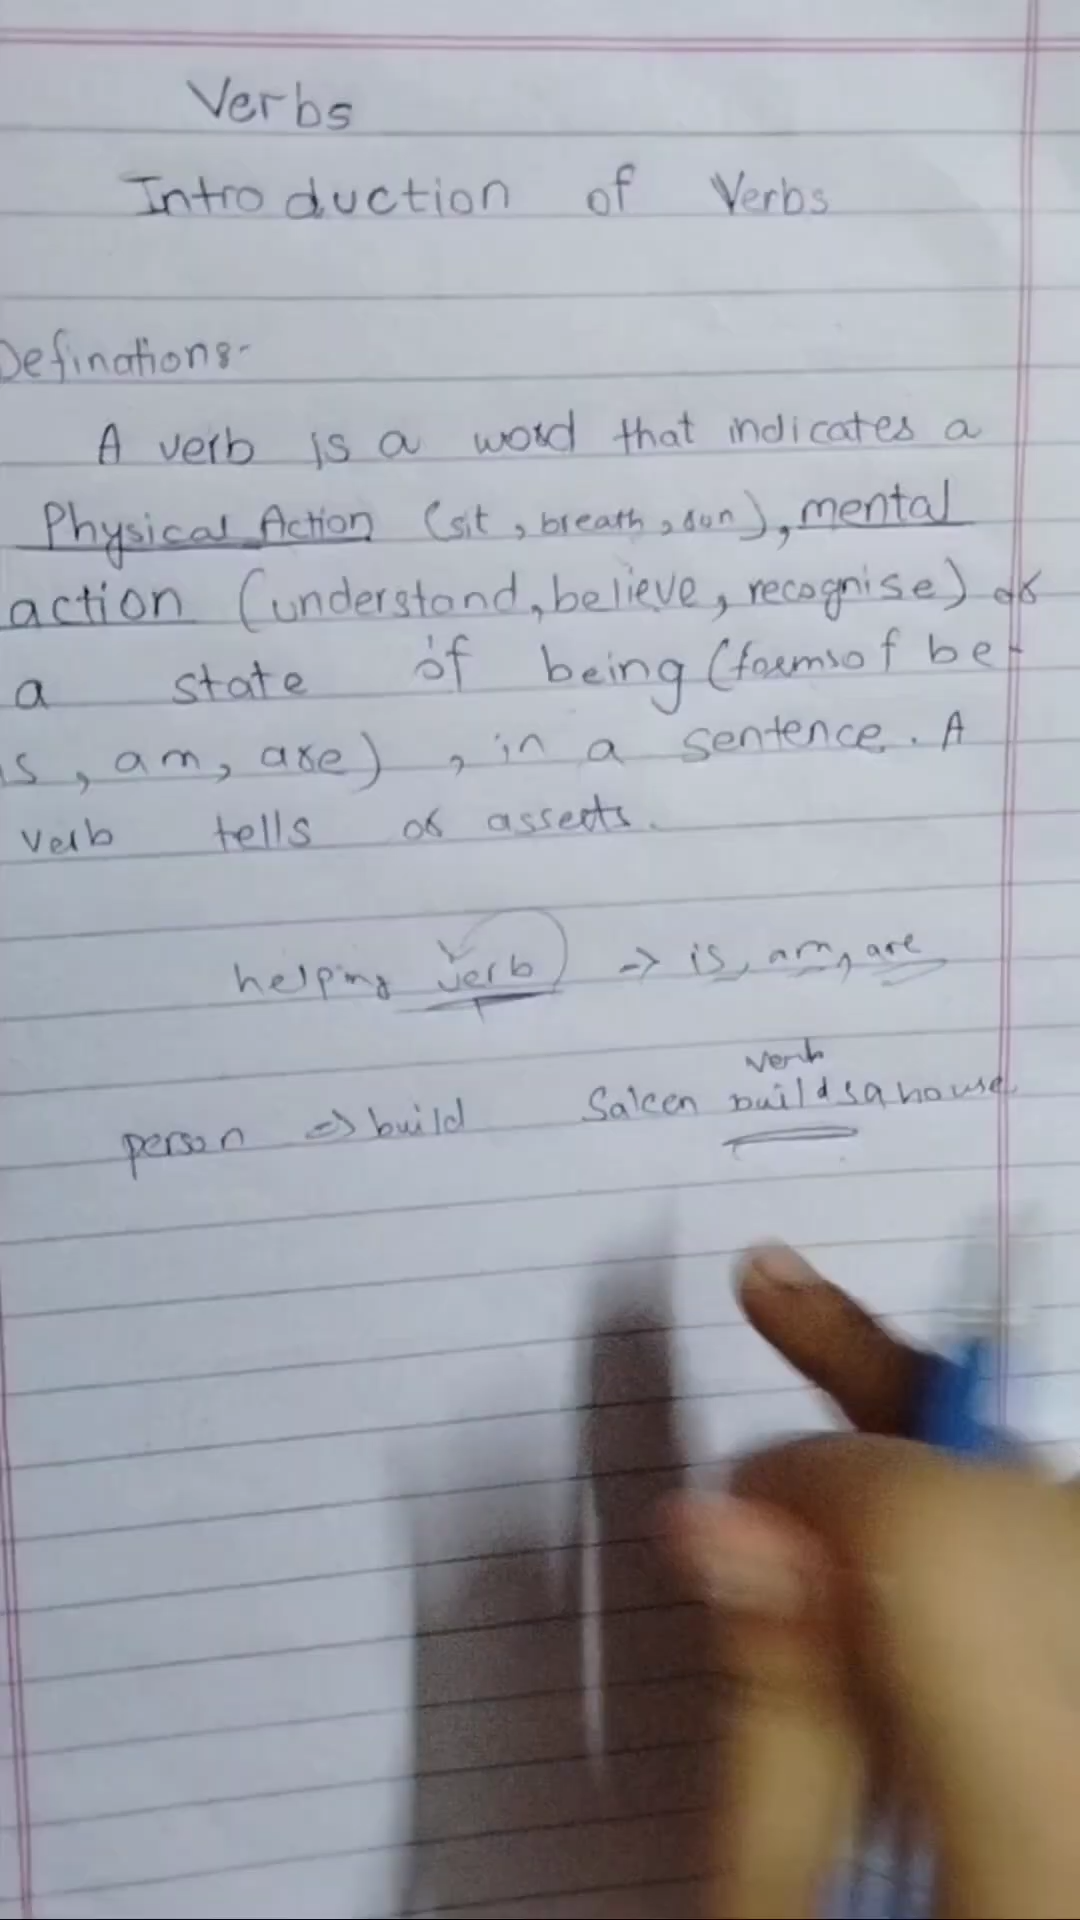 Verbs
Introduction of Verbs
Definations:-
A verb is a word that indicates a
Physical Action (sit, breath, run), mental
action (understand, believe, recognise) or
a state of being (forms of be-
is, am, are), in a sentence. A
verb tells or asserts.
helping verb → is, am, are
verb
person ⇒ build Saleen builds a house